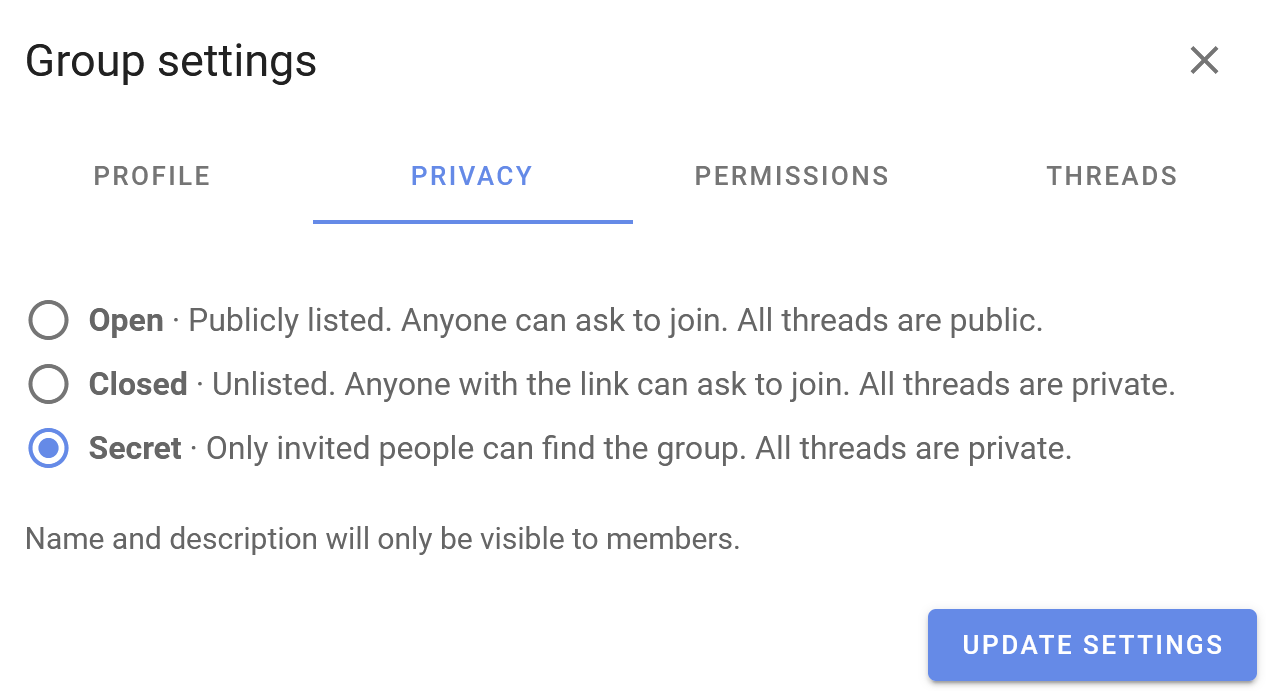 Group settings
PROFILE PRIVACY PERMISSIONS THREADS
Open · Publicly listed. Anyone can ask to join. All threads are public.
Closed · Unlisted. Anyone with the link can ask to join. All threads are private.
Secret · Only invited people can find the group. All threads are private.
Name and description will only be visible to members.
UPDATE SETTINGS